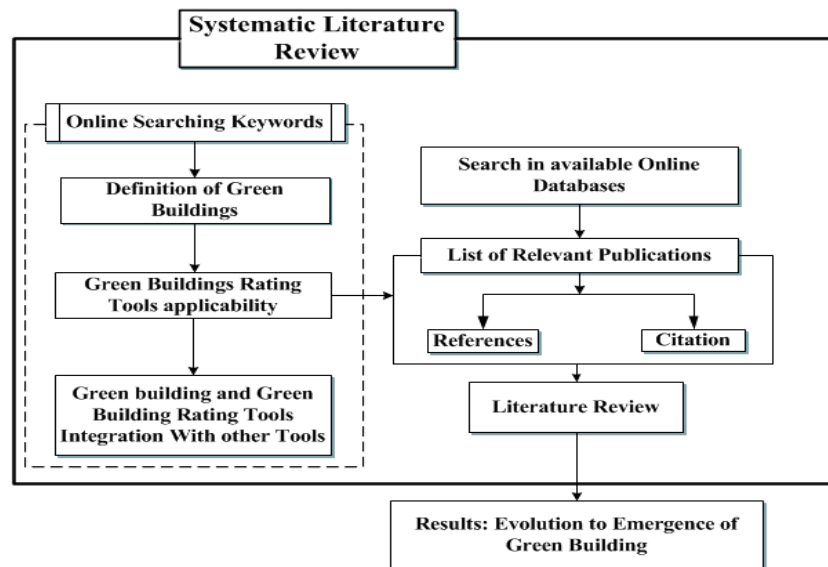 Systematic Literature
Review
Online Searching Keywords
Definition of Green
Buildings
Green Buildings Rating
Tools applicability
Green building and Green
Building Rating Tools
Integration With other Tools
Search in available Online
Databases
List of Relevant Publications
References
Citation
Literature Review
Results: Evolution to Emergence of
Green Building